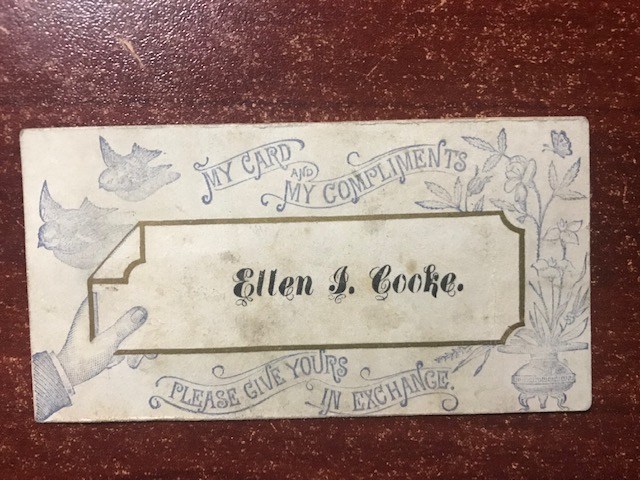 MY CARD AND MY COMPLIMENTS
Ellen J. Cooke.
PLEASE GIVE YOURS IN EXCHANGE.